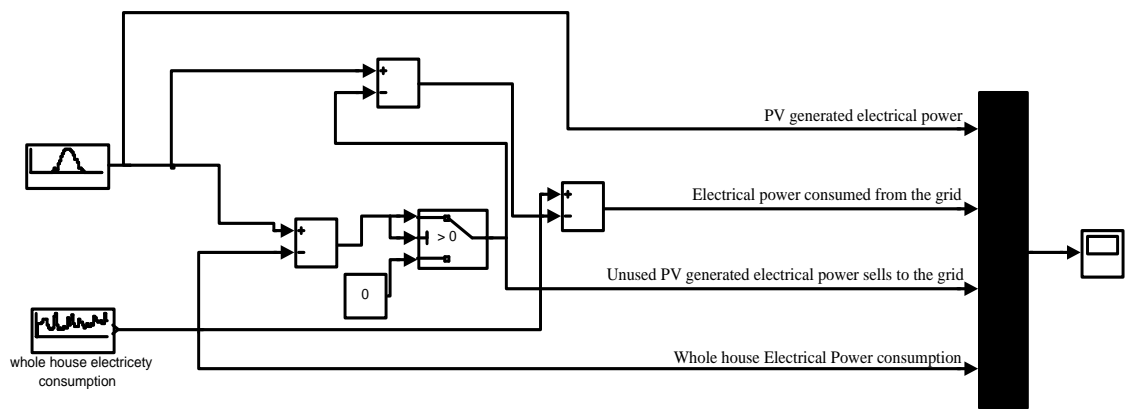 +
−
PV generated electrical power
+
−
Electrical power consumed from the grid
+
−
> 0
Unused PV generated electrical power sells to the grid
0
whole house electricety
consumption
Whole house Electrical Power consumption